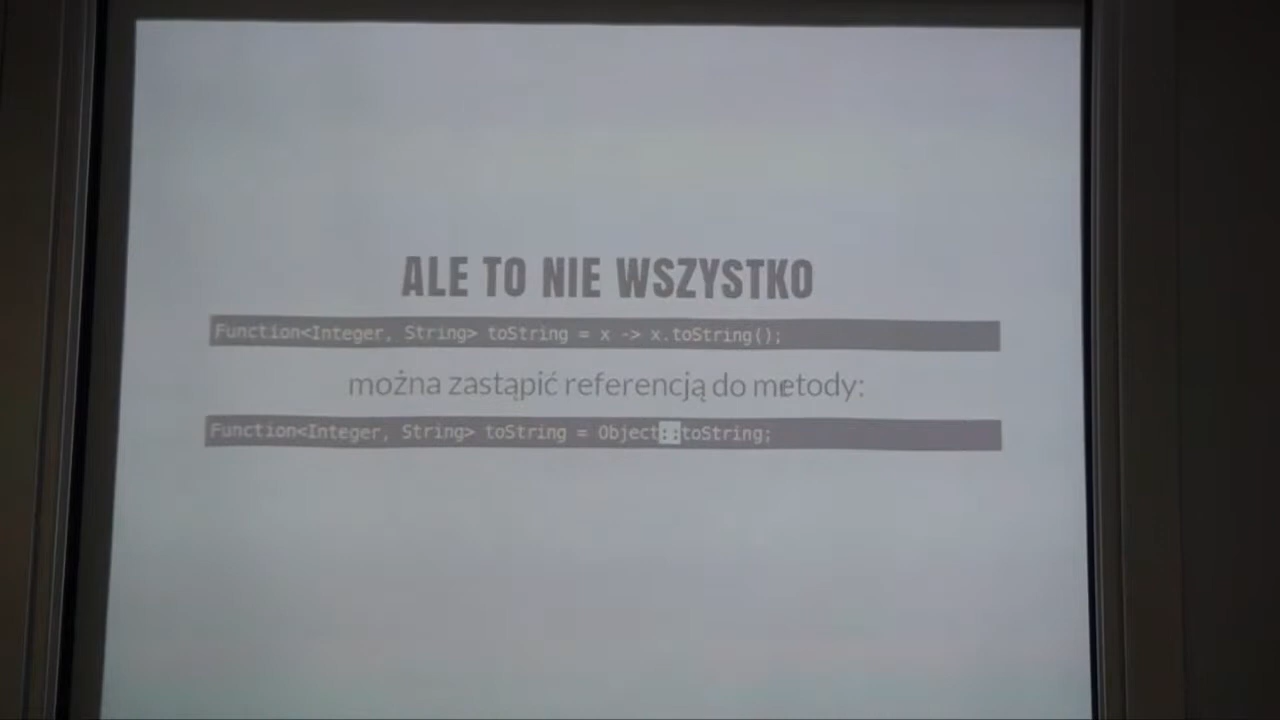 ALE TO NIE WSZYSTKO
Function<Integer, String> toString = x -> x.toString();
można zastąpić referencją do metody:
Function<Integer, String> toString = Object::toString;